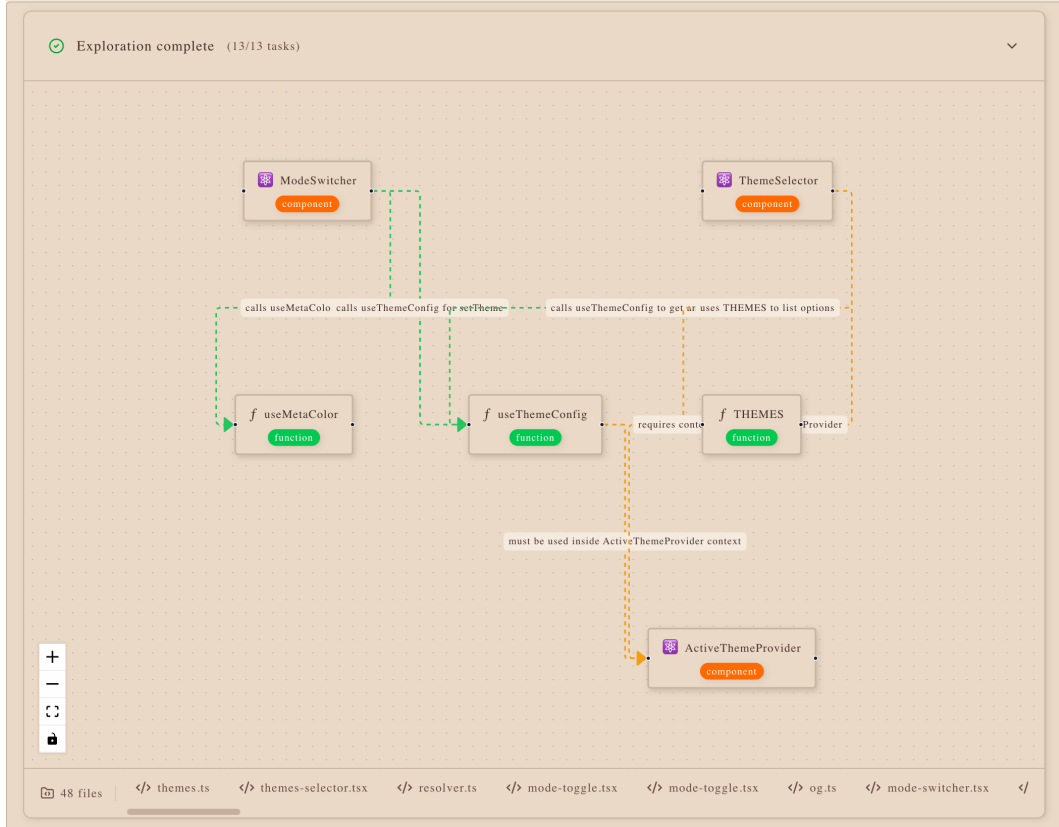 Exploration complete (13/13 tasks)
ModeSwitcher
component
ThemeSelector
component
calls useMetaColo
calls useThemeConfig for setTheme
calls useThemeConfig to get an
uses THEMES to list options
f useMetaColor
function
f useThemeConfig
function
requires cont
f THEMES
function
Provider
must be used inside ActiveThemeProvider context
ActiveThemeProvider
component
48 files
</> themes.ts
</> themes-selector.tsx
</> resolver.ts
</> mode-toggle.tsx
</> mode-toggle.tsx
</> og.ts
</> mode-switcher.tsx
</>